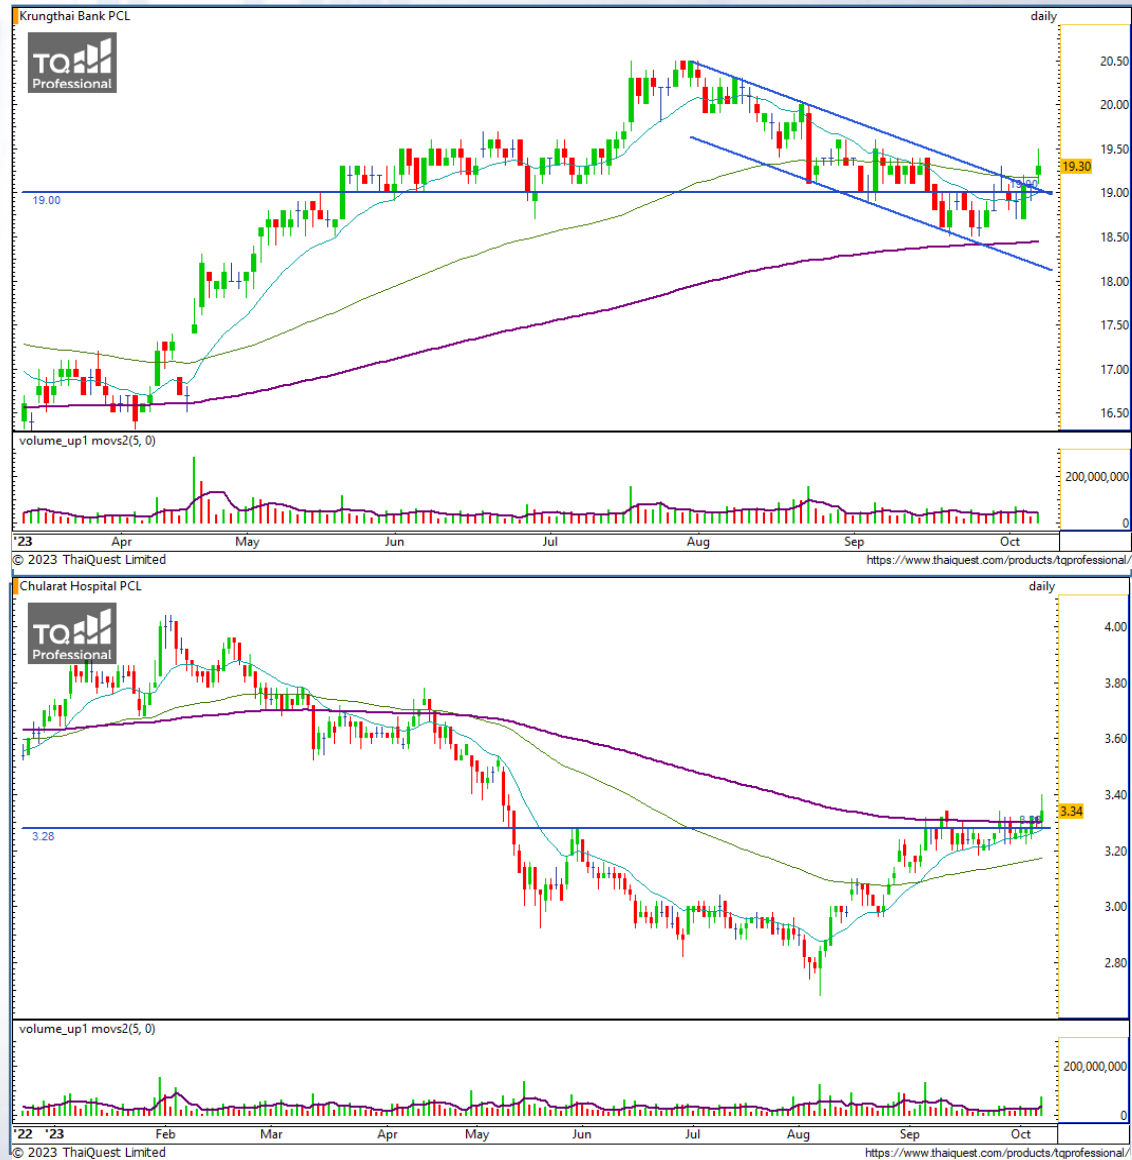 Krungthai Bank PCL
daily
TQ
Professional
20.50
20.00
19.50
19.30
19.00
19.00
18.50
18.00
17.50
17.00
16.50
volume_up1 movs2(5, 0)
200,000,000
0
'23 Apr May Jun Jul Aug Sep Oct
© 2023 ThaiQuest Limited
https://www.thaiquest.com/products/tqprofessional/
Chularat Hospital PCL
daily
TQ
Professional
4.00
3.80
3.60
3.40
3.34
3.28
3.20
3.00
2.80
volume_up1 movs2(5, 0)
200,000,000
0
'22 '23 Feb Mar Apr May Jun Jul Aug Sep Oct
© 2023 ThaiQuest Limited
https://www.thaiquest.com/products/tqprofessional/